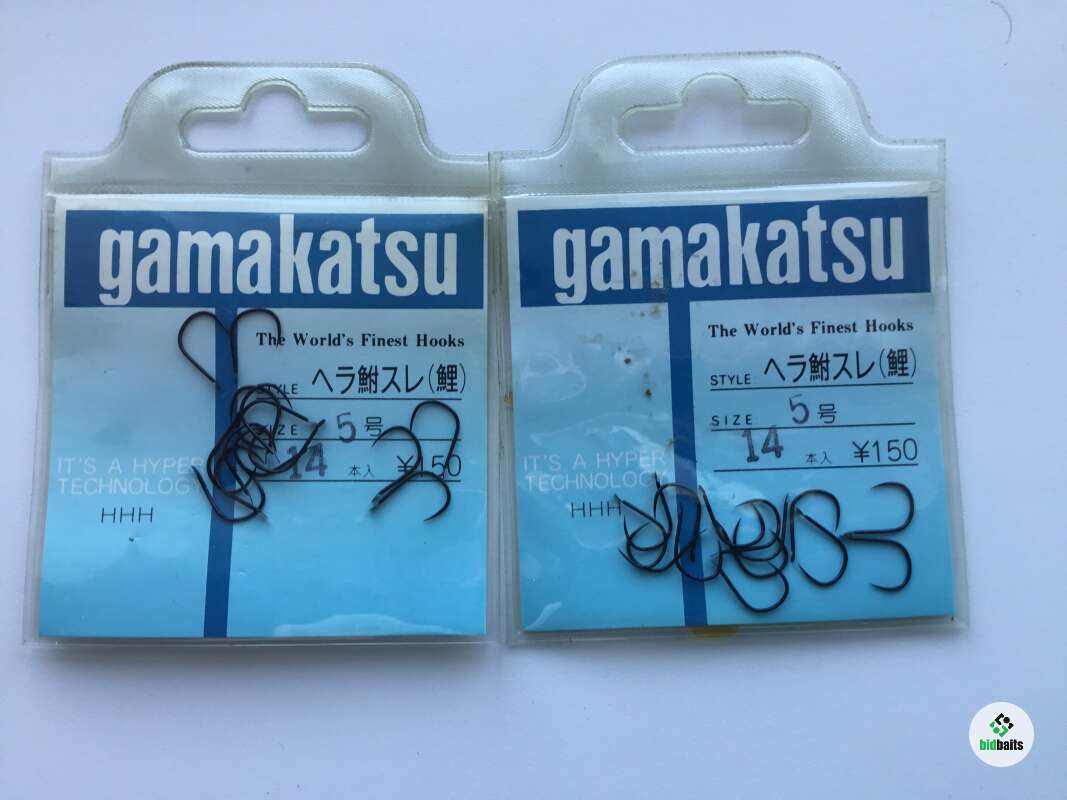 gamakatsu
The World's Finest Hooks
STYLE ヘラ鮒スレ(鯉)
SIZE 5号
14 本入 ¥150
IT'S A HYPER
TECHNOLOGY
HHH
gamakatsu
The World's Finest Hooks
STYLE: ヘラ鮒スレ(鯉)
SIZE 5号
14 本入 ¥150
IT'S A HYPER
TECHNOLOGY
HHH
bidbaits